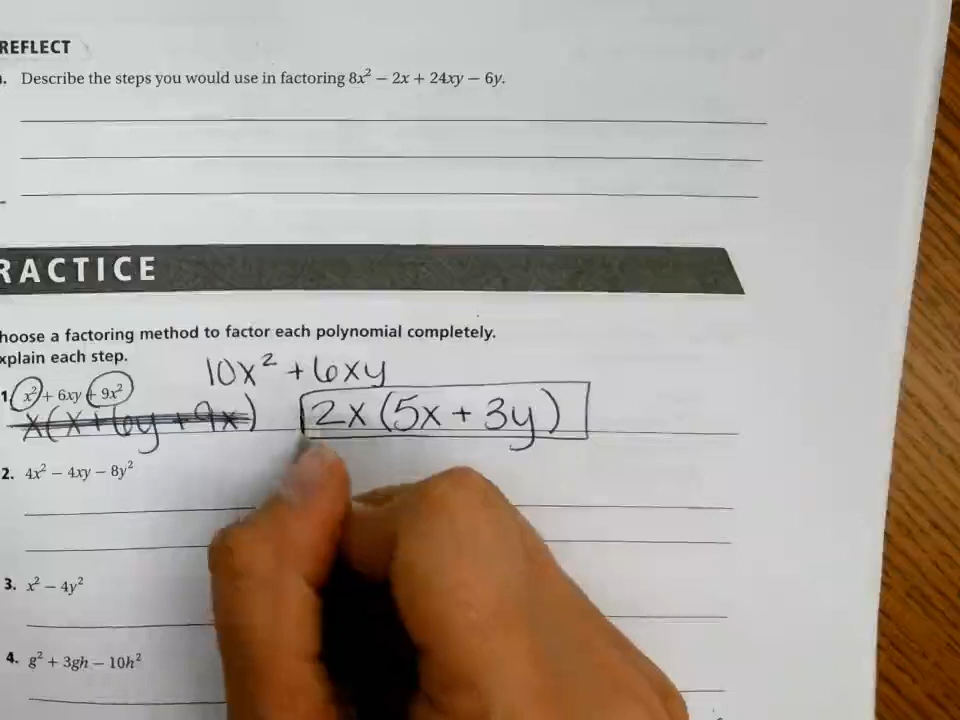 REFLECT
. Describe the steps you would use in factoring 8x² − 2x + 24xy − 6y.
RACTICE
hoose a factoring method to factor each polynomial completely.
xplain each step.
10x² + 6xy
1. x² + 6xy + 9x²
x(x+6y+9x) 2x(5x+3y)
2. 4x² − 4xy − 8y²
3. x² − 4y²
4. g² + 3gh − 10h²